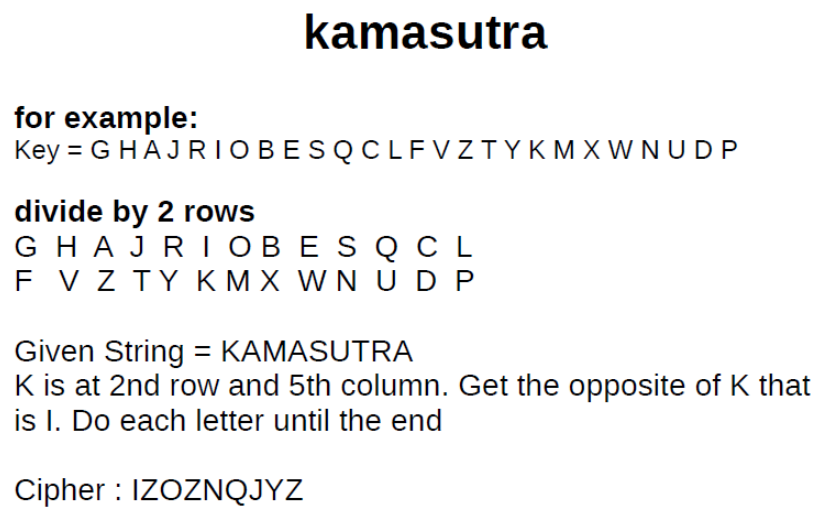 kamasutra
for example:
Key = G H A J R I O B E S Q C L F V Z T Y K M X W N U D P
divide by 2 rows
G H A J R I O B E S Q C L
F V Z T Y K M X W N U D P
Given String = KAMASUTRA
K is at 2nd row and 5th column. Get the opposite of K that
is I. Do each letter until the end
Cipher : IZOZNQJYZ